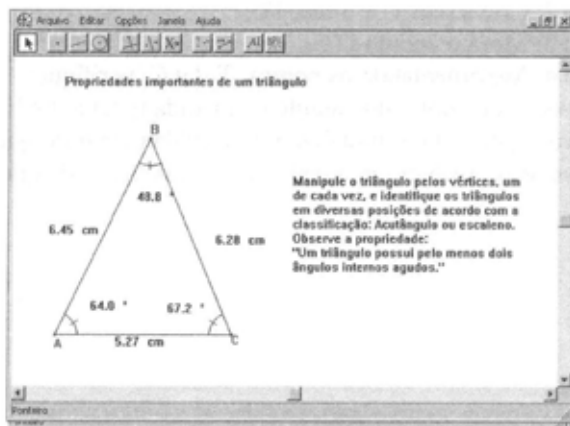 Arquivo Editar Opções Janela Ajuda
Propriedades importantes de um triângulo
B
48.8 °
6.45 cm
6.28 cm
64.0 °
67.2 °
A
5.27 cm
C
Manipule o triângulo pelos vértices, um
de cada vez, e identifique os triângulos
em diversas posições de acordo com a
classificação: Acutângulo ou escaleno.
Observe a propriedade:
"Um triângulo possui pelo menos dois
ângulos internos agudos."
Ponteiro